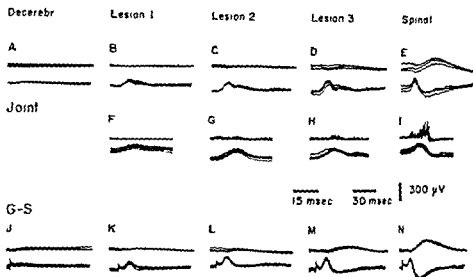 Decerebr Lesion 1 Lesion 2 Lesion 3 Spinal
A B C D E
Joint
F G H I
15 msec 30 msec 300 µV
G-S
J K L M N